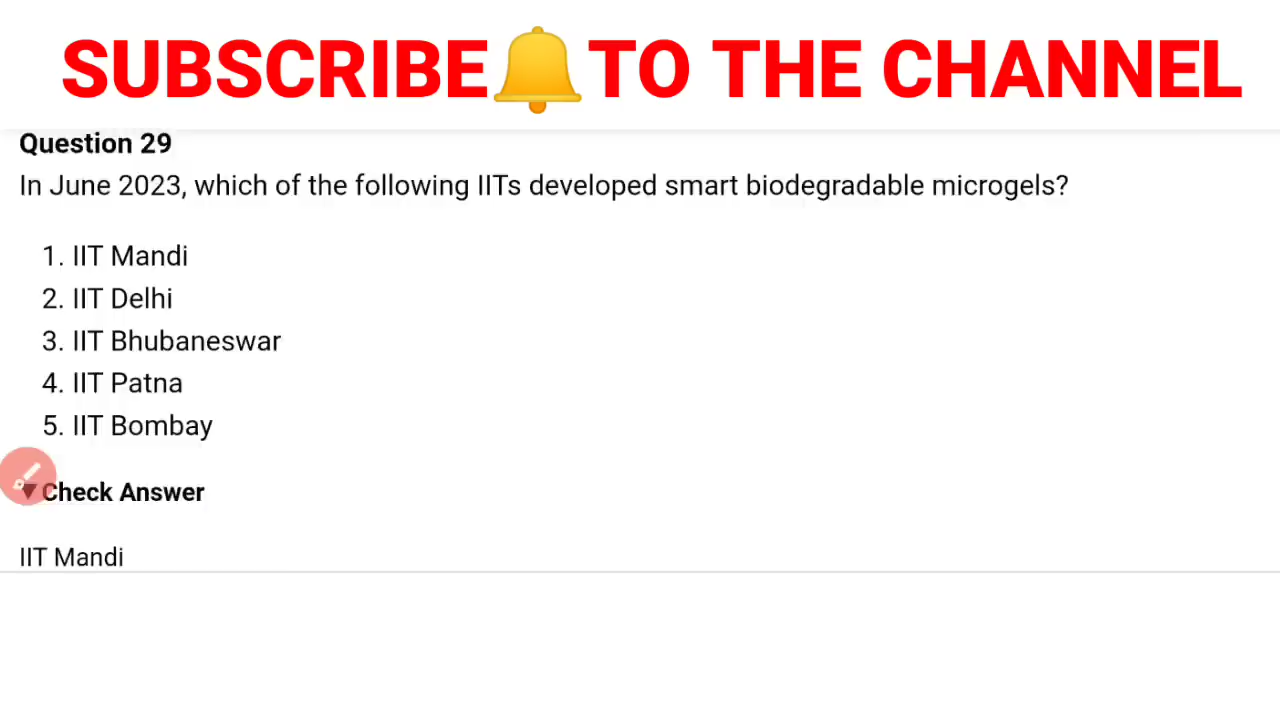 SUBSCRIBE🔔TO THE CHANNEL
Question 29
In June 2023, which of the following IITs developed smart biodegradable microgels?
1. IIT Mandi
2. IIT Delhi
3. IIT Bhubaneswar
4. IIT Patna
5. IIT Bombay
▼ Check Answer
IIT Mandi